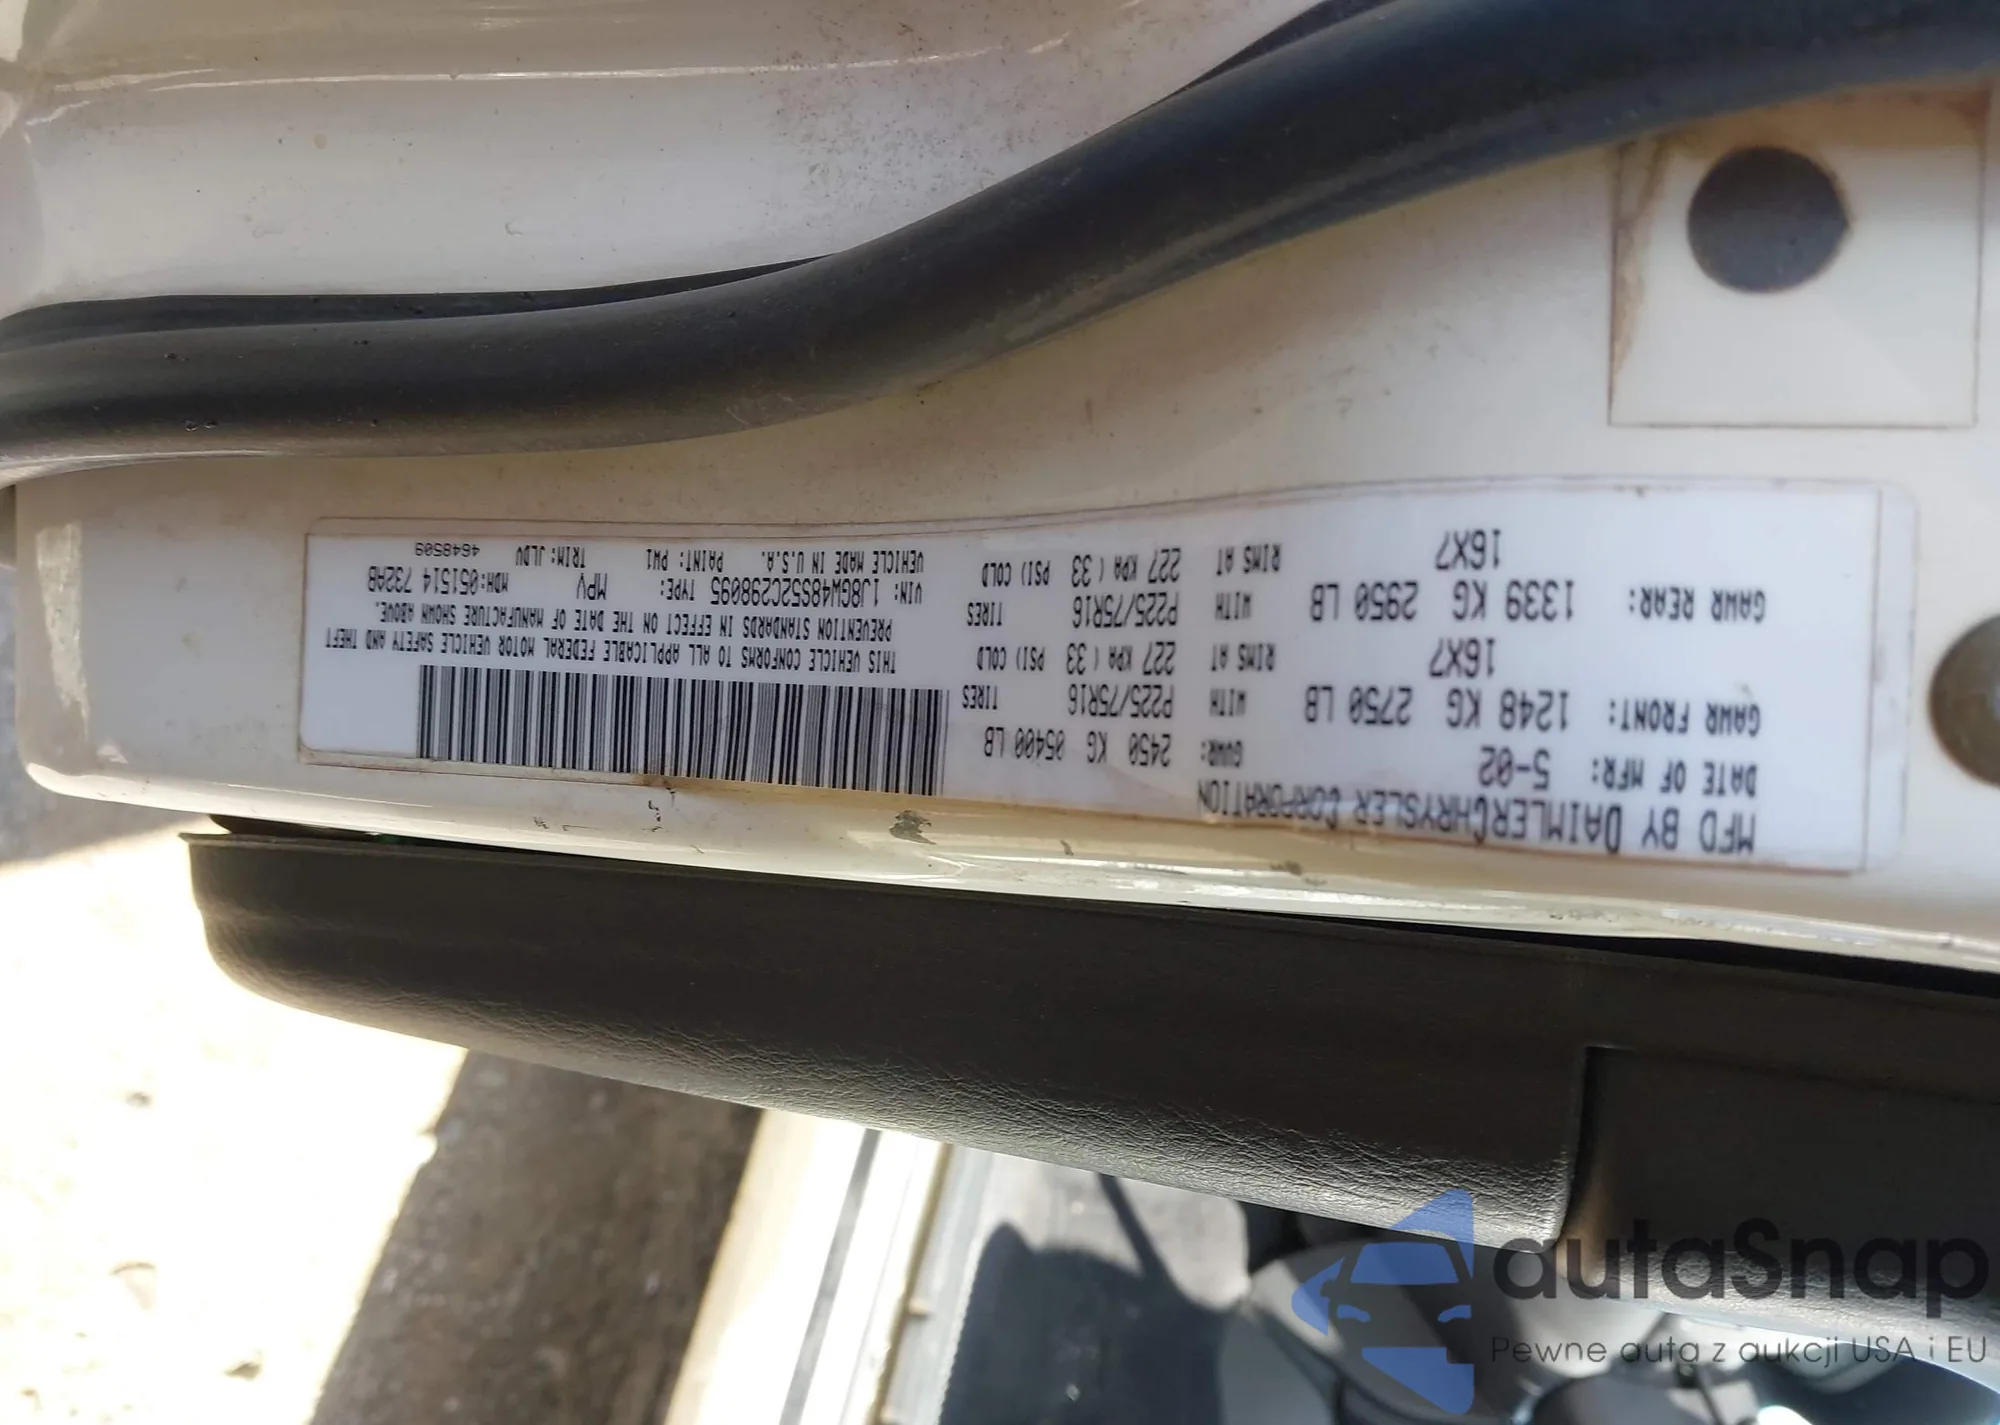 MFD BY DAIMLERCHRYSLER CORPORATION
DATE OF MFR: 5-02 GVWR: 2450 KG 05400 LB
GAWR FRONT: 1248 KG 2750 LB WITH P225/75R16 TIRES
16X7 RIMS AT 227 KPA ( 33 PSI) COLD
GAWR REAR: 1339 KG 2950 LB WITH P225/75R16 TIRES
16X7 RIMS AT 227 KPA ( 33 PSI) COLD
THIS VEHICLE CONFORMS TO ALL APPLICABLE FEDERAL MOTOR VEHICLE SAFETY AND THEFT
PREVENTION STANDARDS IN EFFECT ON THE DATE OF MANUFACTURE SHOWN ABOVE.
VIN: 1J8GW48S52C298095 TYPE: MPV MDH:051514 732AB
VEHICLE MADE IN U.S.A. PAINT: PW1 TRIM: JLDV 4648509
autaSnap
Pewne auta z aukcji USA i EU